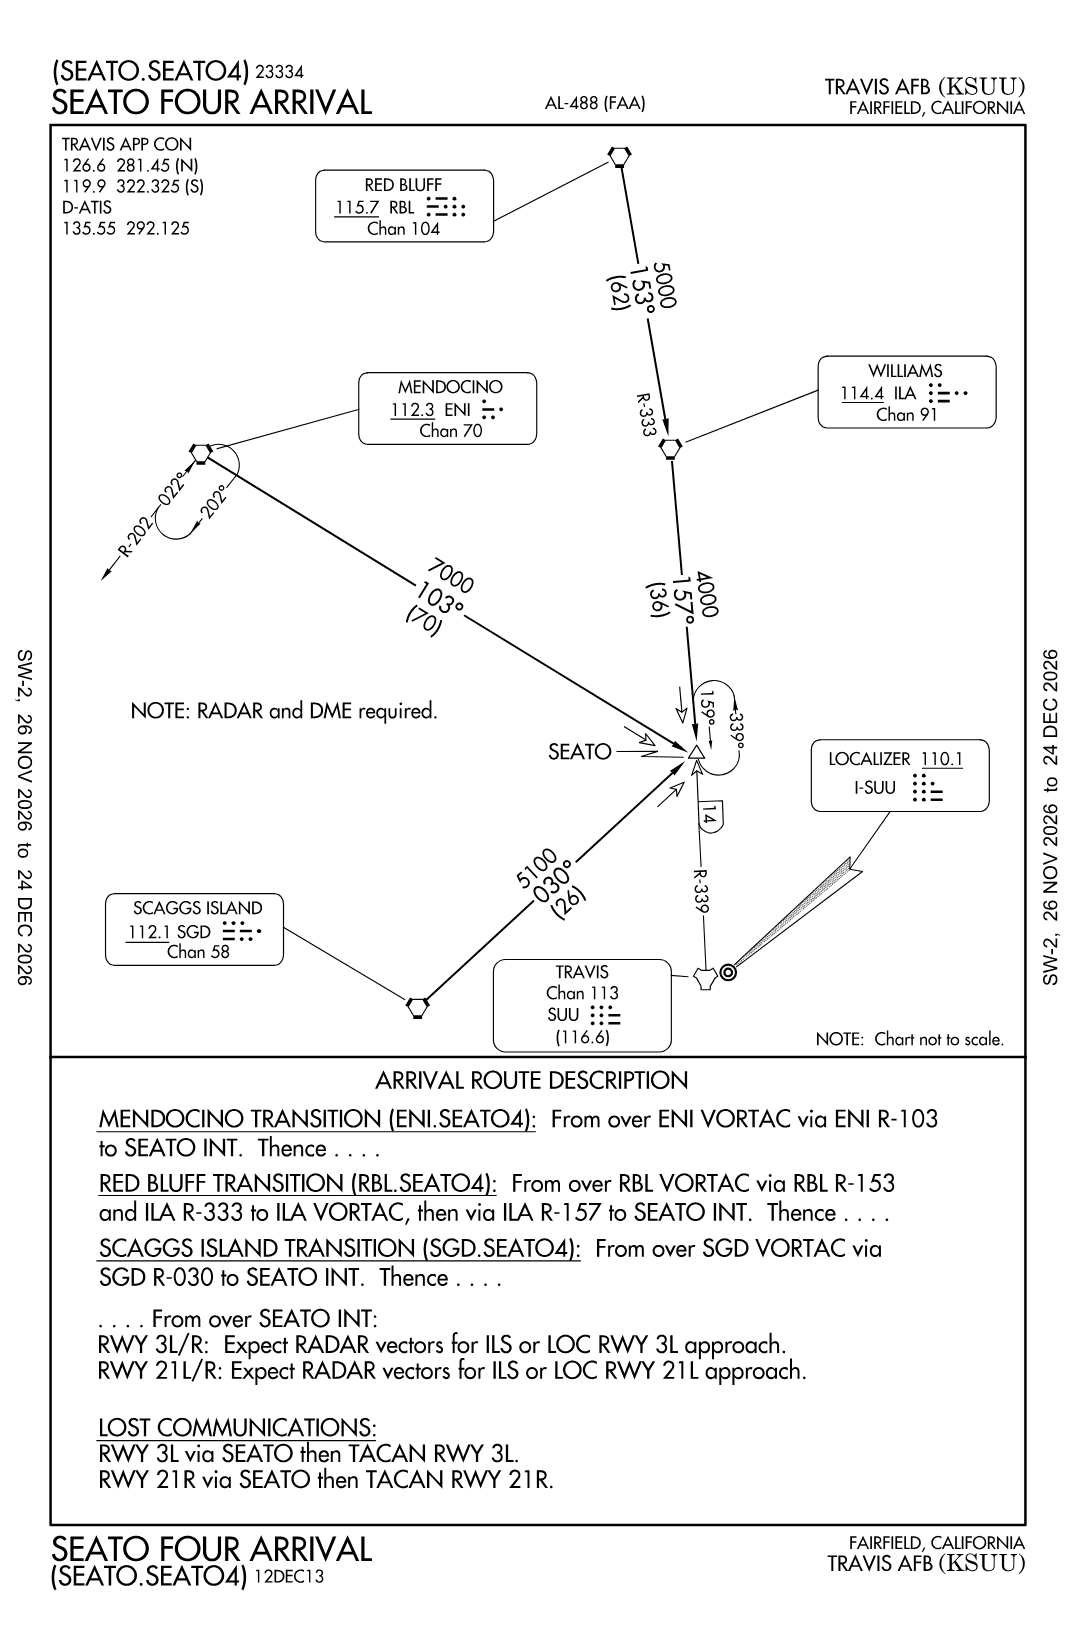 (SEATO.SEATO4) 23334
SEATO FOUR ARRIVAL
AL-488 (FAA)
TRAVIS AFB (KSUU)
FAIRFIELD, CALIFORNIA
TRAVIS APP CON
126.6 281.45 (N)
119.9 322.325 (S)
D-ATIS
135.55 292.125
RED BLUFF
115.7 RBL
Chan 104
5000
153°
(62)
R-333
WILLIAMS
114.4 ILA
Chan 91
MENDOCINO
112.3 ENI
Chan 70
R-202
022°
202°
7000
103°
(70)
4000
157°
(36)
NOTE: RADAR and DME required.
159°
339°
SEATO
LOCALIZER 110.1
I-SUU
14
R-339
5100
030°
(26)
SCAGGS ISLAND
112.1 SGD
Chan 58
TRAVIS
Chan 113
SUU
(116.6)
NOTE: Chart not to scale.
SW-2, 26 NOV 2026 to 24 DEC 2026
SW-2, 26 NOV 2026 to 24 DEC 2026
ARRIVAL ROUTE DESCRIPTION
MENDOCINO TRANSITION (ENI.SEATO4): From over ENI VORTAC via ENI R-103
to SEATO INT. Thence . . . .
RED BLUFF TRANSITION (RBL.SEATO4): From over RBL VORTAC via RBL R-153
and ILA R-333 to ILA VORTAC, then via ILA R-157 to SEATO INT. Thence . . . .
SCAGGS ISLAND TRANSITION (SGD.SEATO4): From over SGD VORTAC via
SGD R-030 to SEATO INT. Thence . . . .
. . . . From over SEATO INT:
RWY 3L/R: Expect RADAR vectors for ILS or LOC RWY 3L approach.
RWY 21L/R: Expect RADAR vectors for ILS or LOC RWY 21L approach.
LOST COMMUNICATIONS:
RWY 3L via SEATO then TACAN RWY 3L.
RWY 21R via SEATO then TACAN RWY 21R.
SEATO FOUR ARRIVAL
(SEATO.SEATO4) 12DEC13
FAIRFIELD, CALIFORNIA
TRAVIS AFB (KSUU)